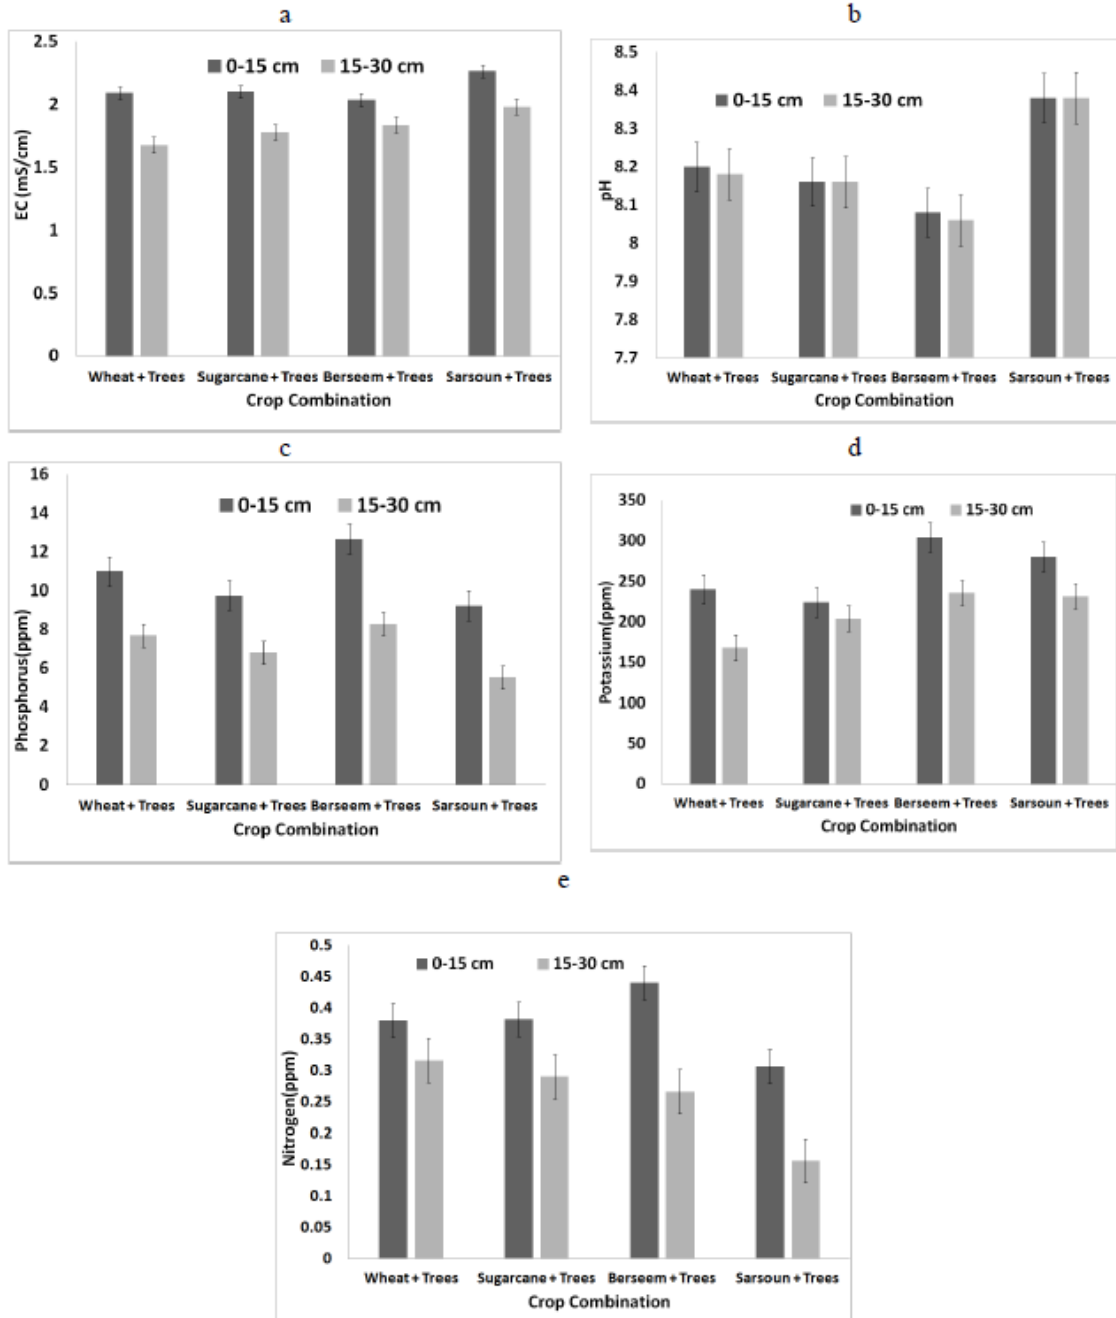 a
2.5
2
1.5
1
0.5
0
EC (mS/cm)
0-15 cm 15-30 cm
Wheat + Trees Sugarcane + Trees Berseem + Trees Sarsoun + Trees
Crop Combination
b
8.5
8.4
8.3
8.2
8.1
8
7.9
7.8
7.7
pH
0-15 cm 15-30 cm
Wheat + Trees Sugarcane + Trees Berseem + Trees Sarsoun + Trees
Crop Combination
c
16
14
12
10
8
6
4
2
0
Phosphorus(ppm)
0-15 cm 15-30 cm
Wheat + Trees Sugarcane + Trees Berseem + Trees Sarsoun + Trees
Crop Combination
d
350
300
250
200
150
100
50
0
Potassium(ppm)
0-15 cm 15-30 cm
Wheat + Trees Sugarcane + Trees Berseem + Trees Sarsoun + Trees
Crop Combination
e
0.5
0.45
0.4
0.35
0.3
0.25
0.2
0.15
0.1
0.05
0
Nitrogen(ppm)
0-15 cm 15-30 cm
Wheat + Trees Sugarcane + Trees Berseem + Trees Sarsoun + Trees
Crop Combination